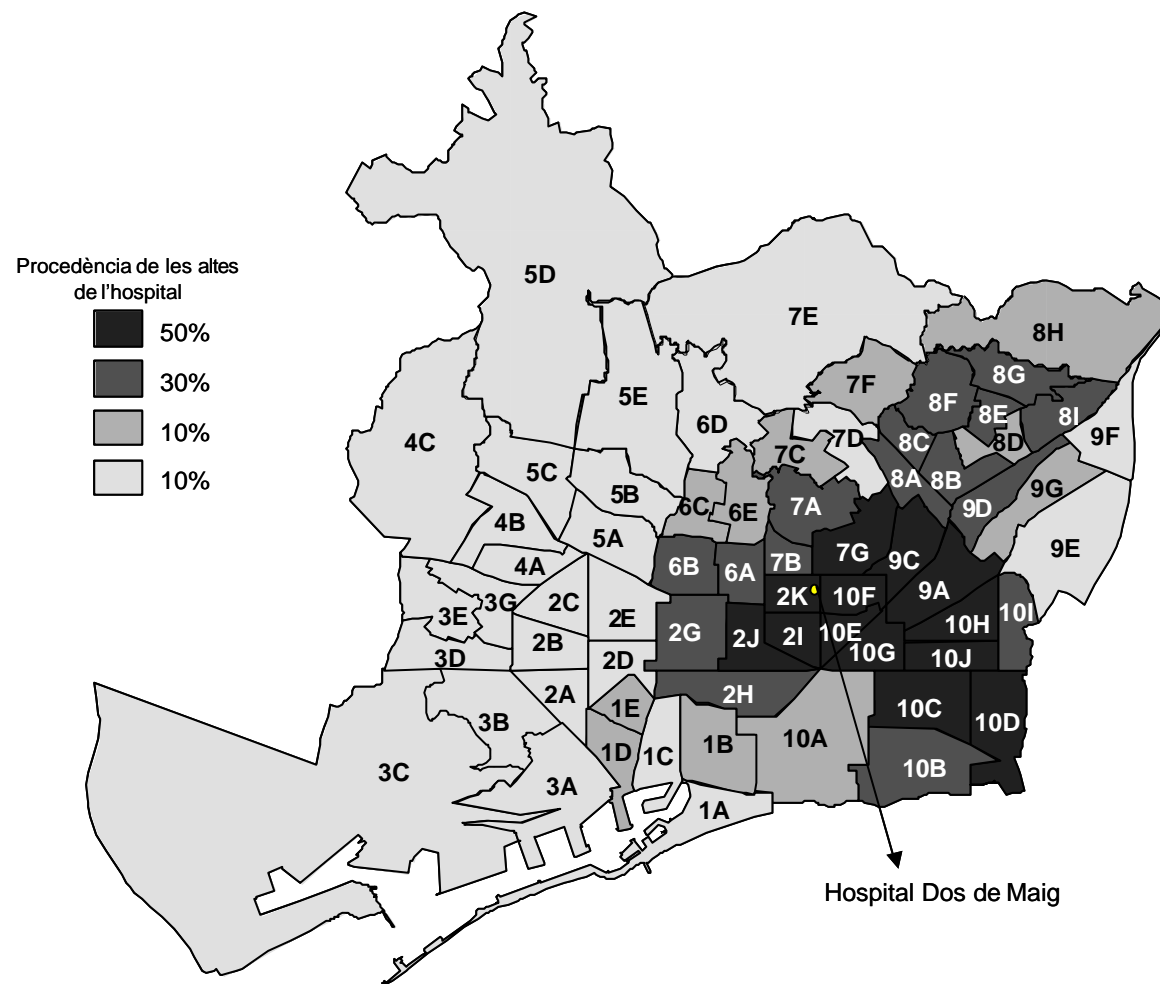 Procedència de les altes
de l'hospital
50%
30%
10%
10%
5D
7E
8H
7F
8G
8F
5E
8E
8I
6D
4C
7D
8C
8D
9F
5C
7C
8A
8B
5B
9G
6C
6E
7A
9D
4B
5A
7G
9E
9C
4A
6B
6A
7B
2K
10F
9A
3G
2C
3E
2E
10I
2G
2J
2I
10E
10H
2B
10G
10J
3D
2D
2A
2H
1E
10C
10D
3B
1D
1C
1B
10A
10B
3C
3A
1A
Hospital Dos de Maig